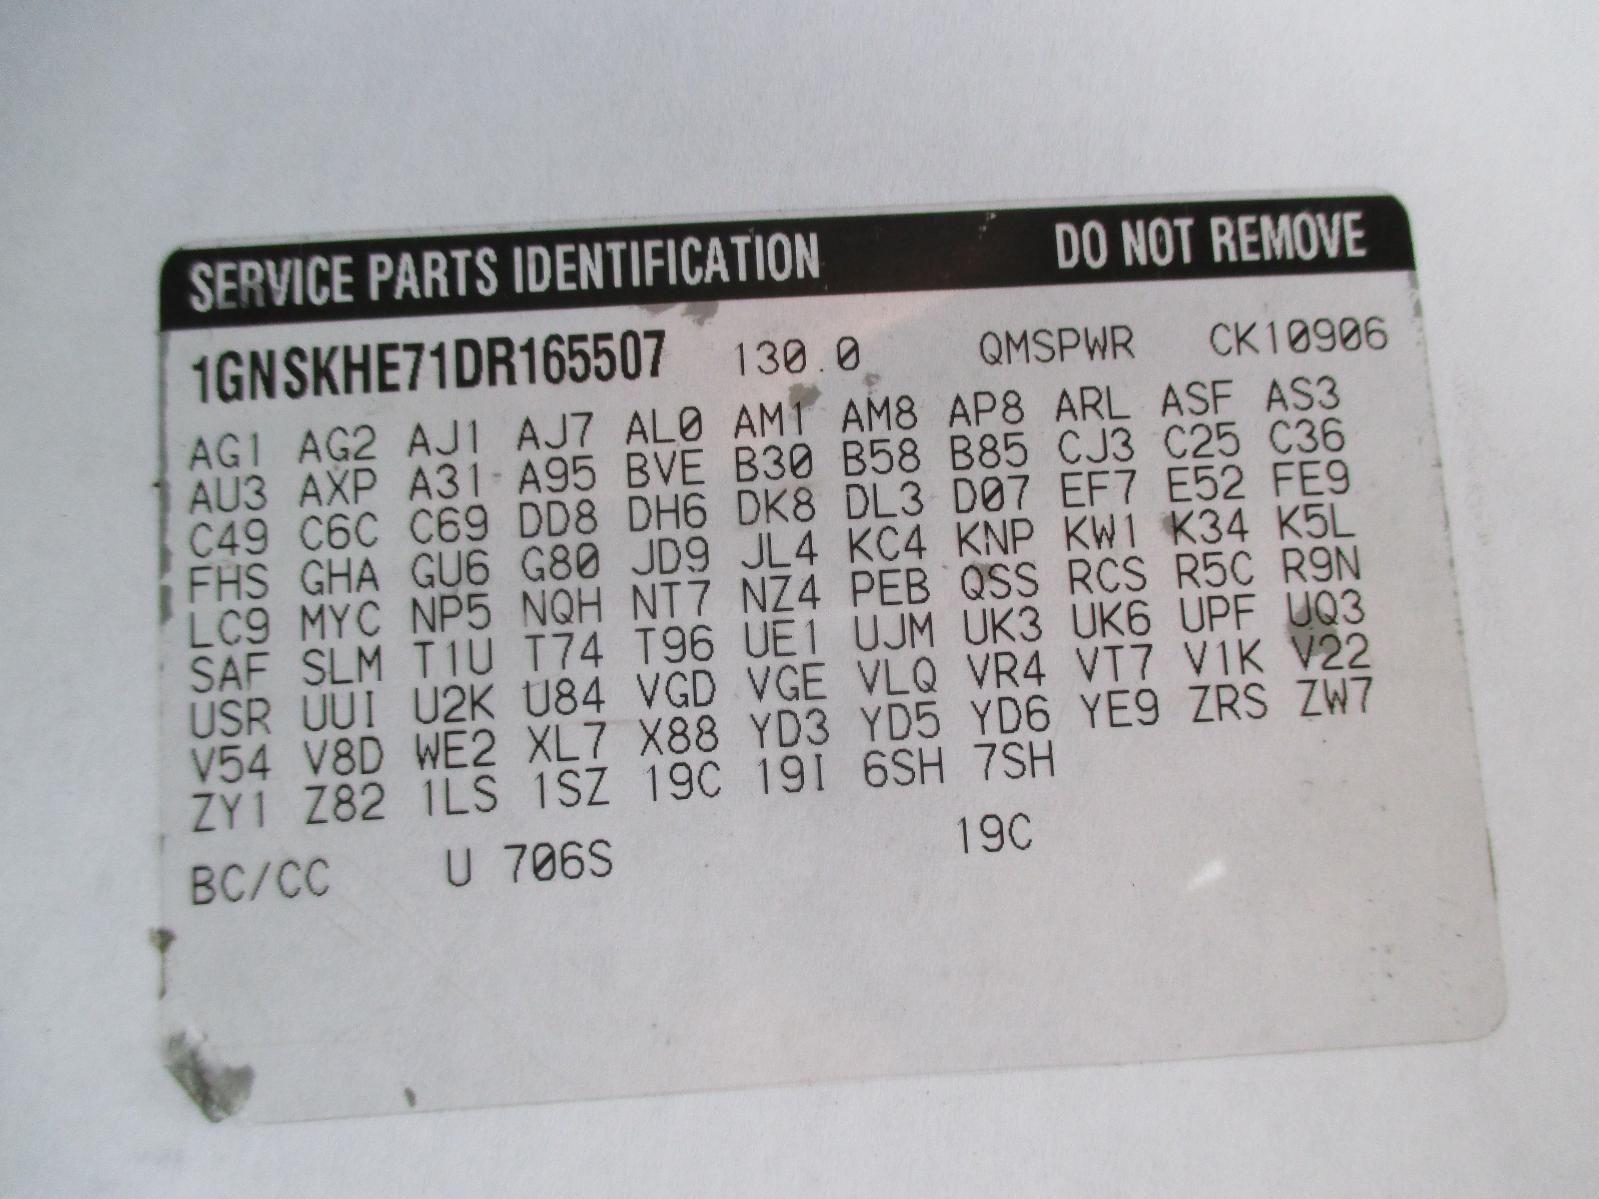 SERVICE PARTS IDENTIFICATION DO NOT REMOVE
1GNSKHE71DR165507 130.0 QMSPWR CK10906
AG1 AG2 AJ1 AJ7 AL0 AM1 AM8 AP8 ARL ASF AS3
AU3 AXP A31 A95 BVE B30 B58 B85 CJ3 C25 C36
C49 C6C C69 DD8 DH6 DK8 DL3 D07 EF7 E52 FE9
FHS GHA GU6 G80 JD9 JL4 KC4 KNP KW1 K34 K5L
LC9 MYC NP5 NQH NT7 NZ4 PEB QSS RCS R5C R9N
SAF SLM T1U T74 T96 UE1 UJM UK3 UK6 UPF UQ3
USR UUI U2K U84 VGD VGE VLQ VR4 VT7 V1K V22
V54 V8D WE2 XL7 X88 YD3 YD5 YD6 YE9 ZRS ZW7
ZY1 Z82 1LS 1SZ 19C 19I 6SH 7SH
BC/CC U 706S 19C